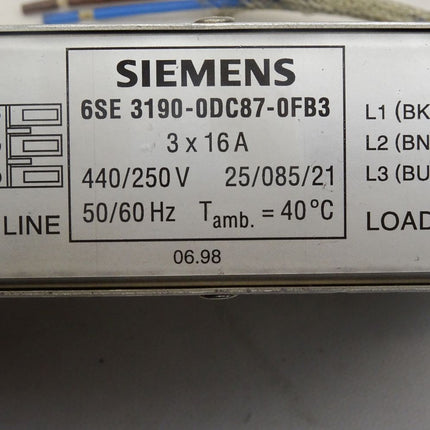 SIEMENS
6SE 3190-0DC87-0FB3
3 x 16 A
440/250 V 25/085/21
50/60 Hz Tamb. = 40°C
LINE
L1 (BK
L2 (BN
L3 (BU
LOAD
06.98